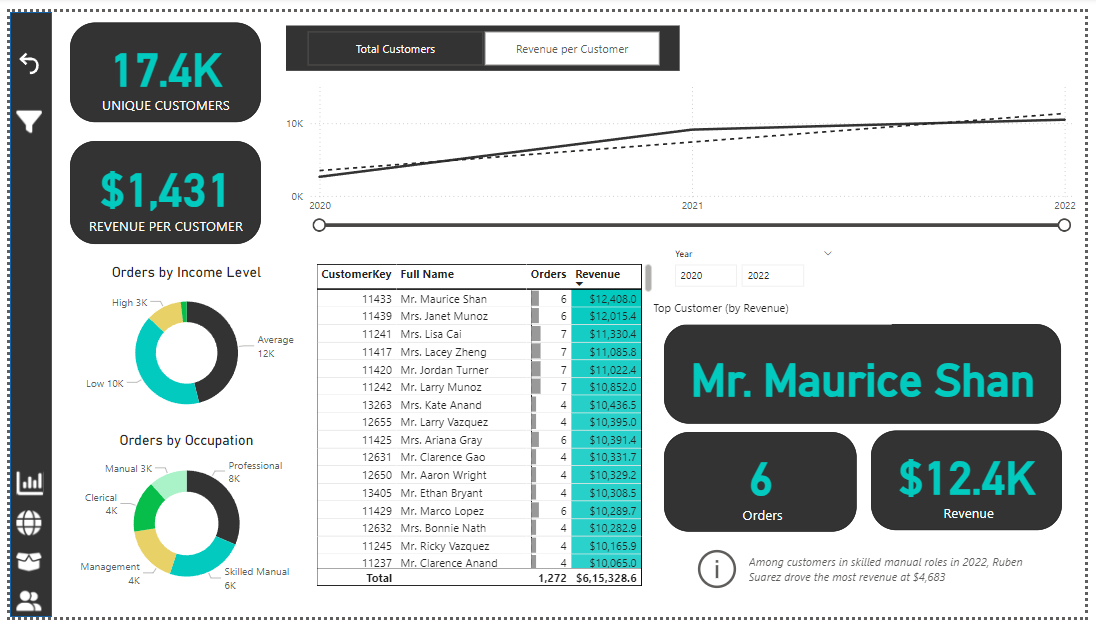 17.4K
UNIQUE CUSTOMERS
$1,431
REVENUE PER CUSTOMER
Total Customers
Revenue per Customer
10K
0K
2020
2021
2022
Orders by Income Level
High 3K
Average
12K
Low 10K
Orders by Occupation
Manual 3K
Professional
8K
Clerical
4K
Management
4K
Skilled Manual
6K
CustomerKey Full Name Orders Revenue
11433 Mr. Maurice Shan 6 $12,408.0
11439 Mrs. Janet Munoz 6 $12,015.4
11241 Mrs. Lisa Cai 7 $11,330.4
11417 Mrs. Lacey Zheng 7 $11,085.8
11420 Mr. Jordan Turner 7 $11,022.4
11242 Mr. Larry Munoz 7 $10,852.0
13263 Mrs. Kate Anand 4 $10,436.5
12655 Mr. Larry Vazquez 4 $10,395.0
11425 Mrs. Ariana Gray 6 $10,391.4
12631 Mr. Clarence Gao 4 $10,331.7
12650 Mr. Aaron Wright 4 $10,329.2
13405 Mr. Ethan Bryant 4 $10,308.5
11429 Mr. Marco Lopez 6 $10,289.7
12632 Mrs. Bonnie Nath 4 $10,282.9
11245 Mr. Ricky Vazquez 4 $10,165.9
11237 Mr. Clarence Anand 4 $10,065.0
Total 1,272 $6,15,328.6
Year
2020
2022
Top Customer (by Revenue)
Mr. Maurice Shan
6
Orders
$12.4K
Revenue
Among customers in skilled manual roles in 2022, Ruben
Suarez drove the most revenue at $4,683